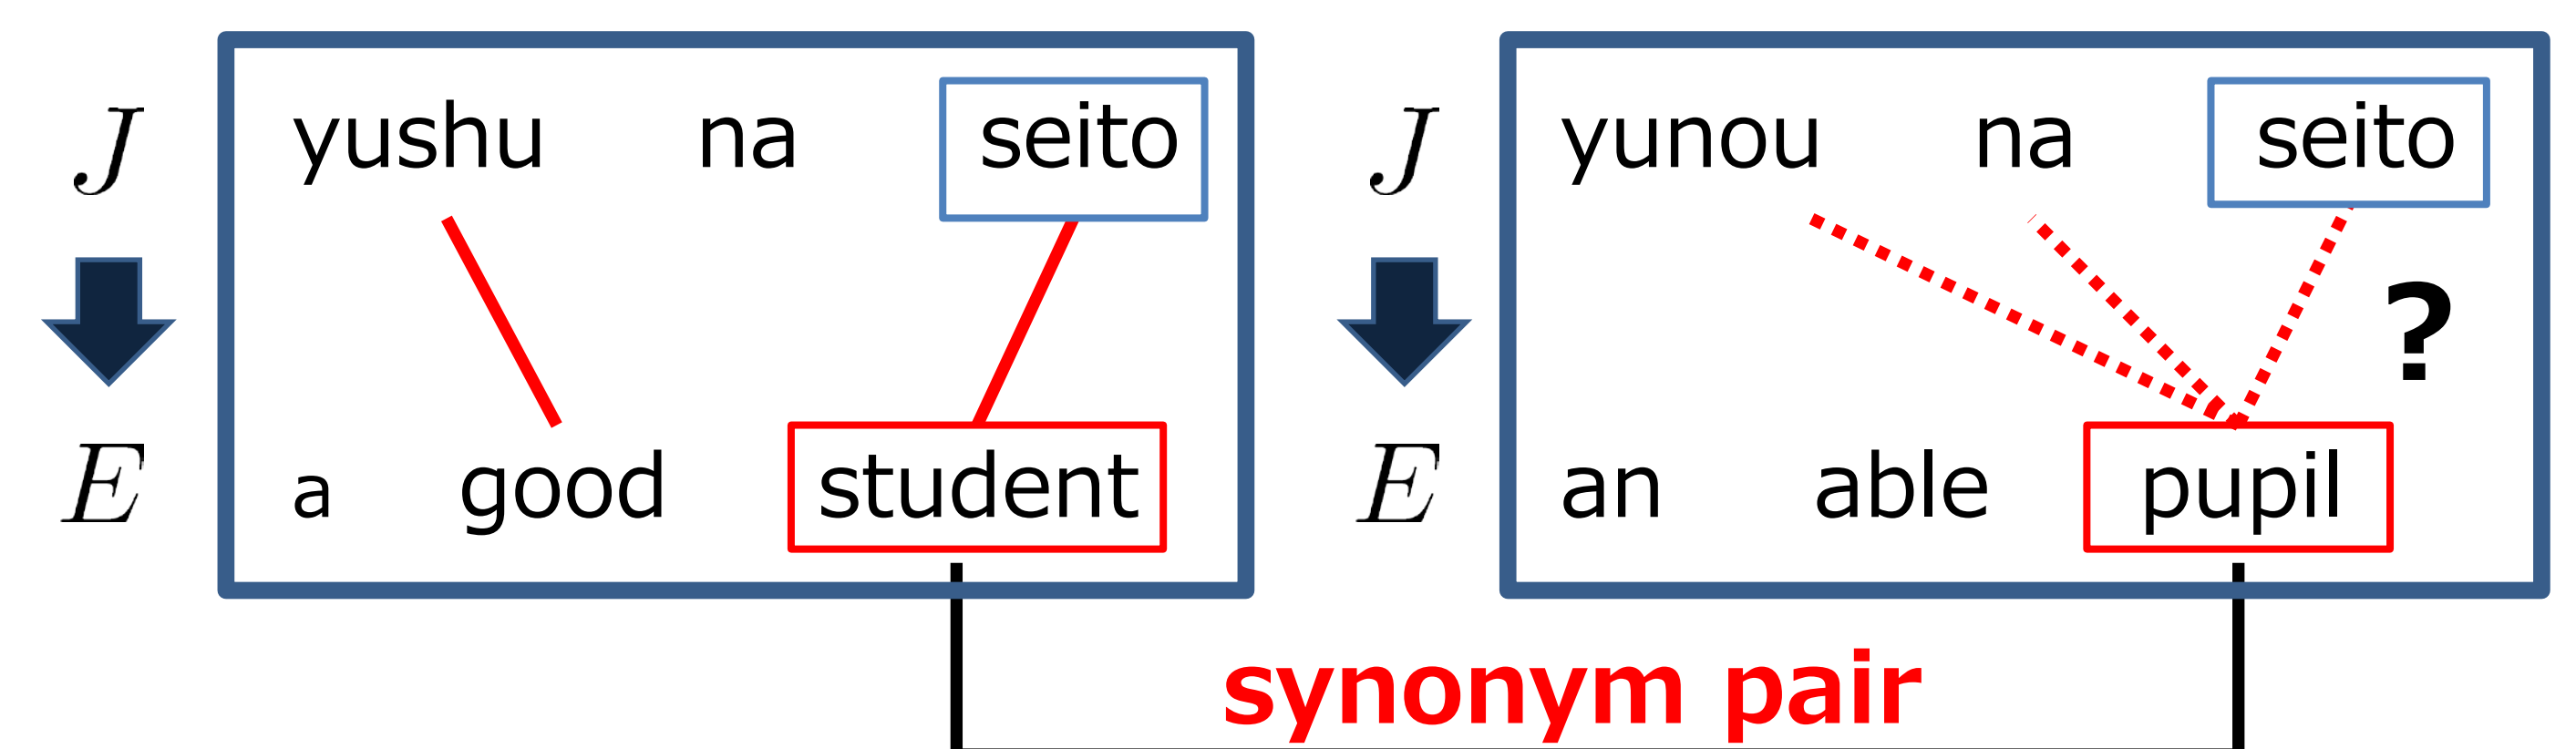 J yushu na seito
E a good student
J yunou na seito
?
E an able pupil
synonym pair